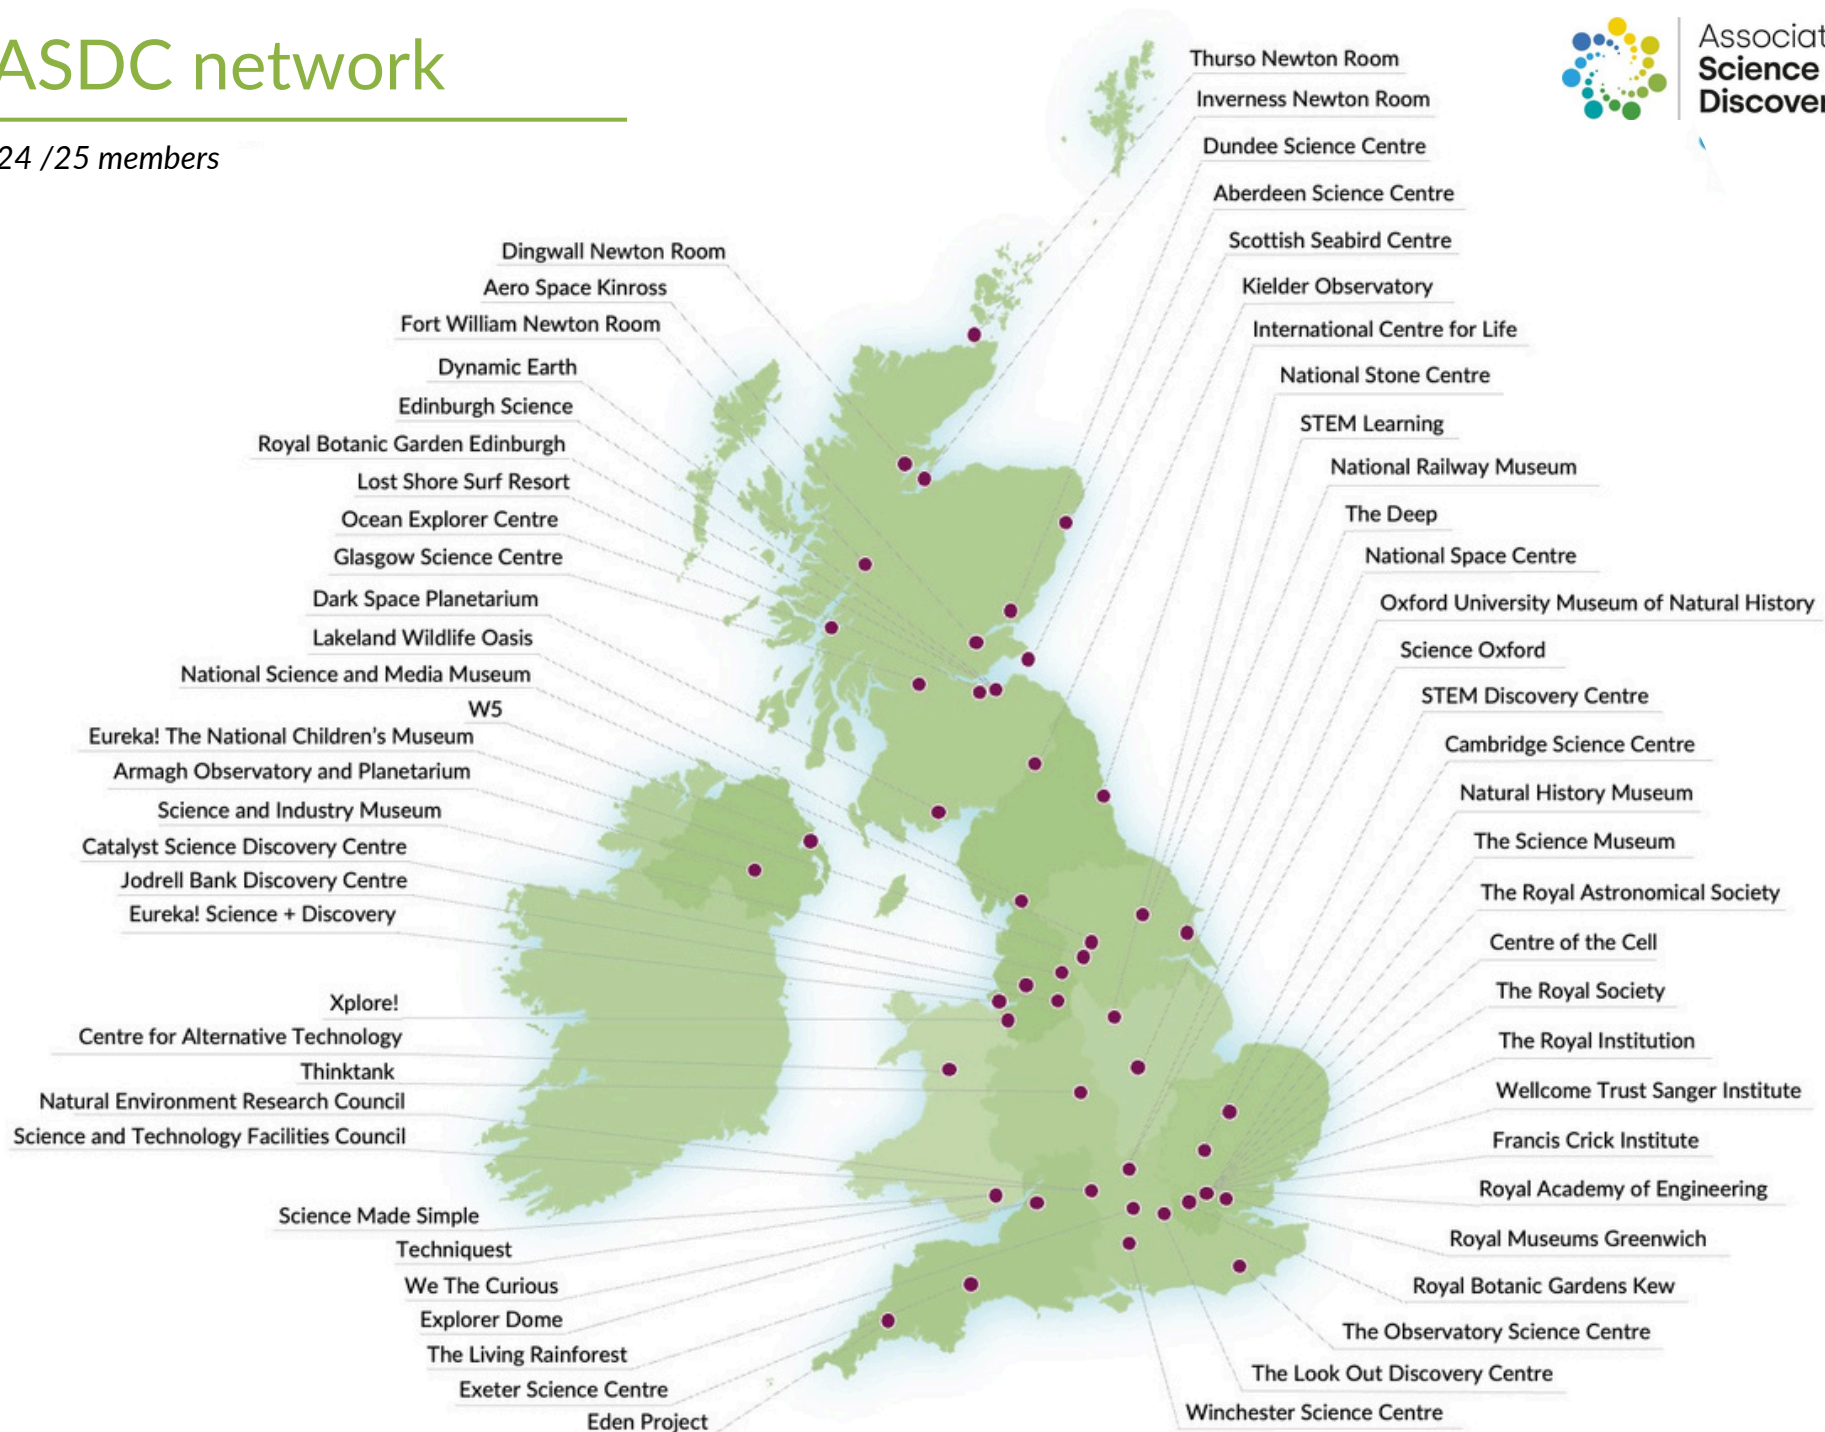 ASDC network
24 /25 members
Associat
Science
Discover
Thurso Newton Room
Inverness Newton Room
Dundee Science Centre
Aberdeen Science Centre
Scottish Seabird Centre
Kielder Observatory
International Centre for Life
National Stone Centre
STEM Learning
National Railway Museum
The Deep
National Space Centre
Oxford University Museum of Natural History
Science Oxford
STEM Discovery Centre
Cambridge Science Centre
Natural History Museum
The Science Museum
The Royal Astronomical Society
Centre of the Cell
The Royal Society
The Royal Institution
Wellcome Trust Sanger Institute
Francis Crick Institute
Royal Academy of Engineering
Royal Museums Greenwich
Royal Botanic Gardens Kew
The Observatory Science Centre
The Look Out Discovery Centre
Winchester Science Centre
Dingwall Newton Room
Aero Space Kinross
Fort William Newton Room
Dynamic Earth
Edinburgh Science
Royal Botanic Garden Edinburgh
Lost Shore Surf Resort
Ocean Explorer Centre
Glasgow Science Centre
Dark Space Planetarium
Lakeland Wildlife Oasis
National Science and Media Museum
W5
Eureka! The National Children's Museum
Armagh Observatory and Planetarium
Science and Industry Museum
Catalyst Science Discovery Centre
Jodrell Bank Discovery Centre
Eureka! Science + Discovery
Xplore!
Centre for Alternative Technology
Thinktank
Natural Environment Research Council
Science and Technology Facilities Council
Science Made Simple
Techniquest
We The Curious
Explorer Dome
The Living Rainforest
Exeter Science Centre
Eden Project